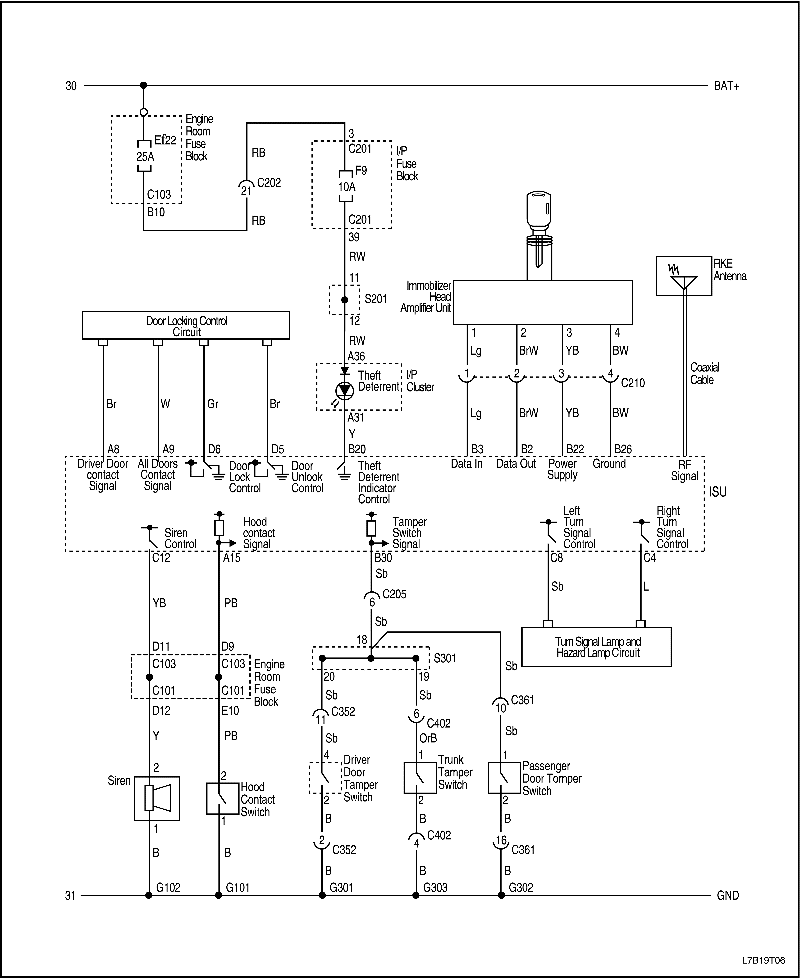 30
BAT+
Ef22
25A
Engine
Room
Fuse
Block
C103
B10
RB
21
C202
RB
3
C201
F9
10A
I/P
Fuse
Block
C201
39
RW
11
S201
12
RW
A36
Theft
Deterrent
I/P
Cluster
A31
Y
B20
Immobilizer
Head
Amplifier Unit
1
2
3
4
Lg
BrW
YB
BW
1
2
3
4
C210
Lg
BrW
YB
BW
B3
B2
B22
B26
RKE
Antenna
Coaxial
Cable
Door Locking Control
Circuit
Br
W
Gr
Br
A8
A9
D6
D5
Driver Door
contact
Signal
All Doors
Contact
Signal
Door
Lock
Control
Door
Unlook
Control
Theft
Deterrent
Indicator
Control
Data In
Data Out
Power
Supply
Ground
RF
Signal
ISU
Siren
Control
Hood
contact
Signal
Tamper
Switch
Signal
Left
Turn
Signal
Control
Right
Turn
Signal
Control
C12
A15
B30
C8
C4
YB
PB
Sb
6
C205
Sb
Sb
L
Turn Signal Lamp and
Hazard Lamp Circuit
D11
D9
C103
C103
C101
C101
Engine
Room
Fuse
Block
D12
E10
Y
PB
18
S301
20
19
Sb
Sb
Sb
11
C352
6
C402
10
C361
Sb
OrB
Sb
2
Siren
1
2
Hood
Contact
Switch
1
4
Driver
Door
Tamper
Switch
2
1
Trunk
Tamper
Switch
2
1
Passenger
Door Tomper
Switch
2
B
B
B
2
C352
4
C402
16
C361
B
B
B
B
B
31
G102
G101
G301
G303
G302
GND
L7B19T06